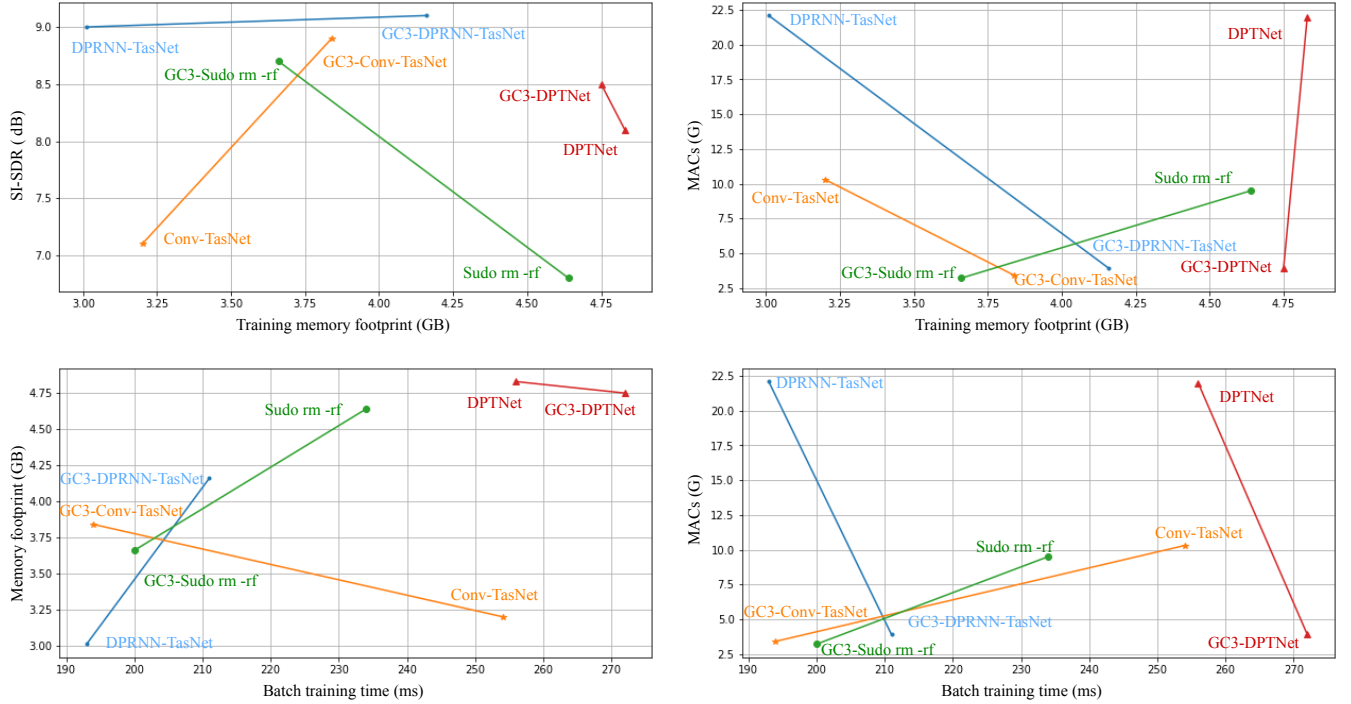 9.0
8.5
8.0
7.5
7.0
SI-SDR ( dB)
DPRNN-TasNet
GC3-DPRNN-TasNet
GC3-Conv-TasNet
GC3-Sudo rm -rf
GC3-DPTNet
DPTNet
Conv-TasNet
Sudo rm -rf
3.00 3.25 3.50 3.75 4.00 4.25 4.50 4.75
Training memory footprint (GB)
22.5
20.0
17.5
15.0
12.5
10.0
7.5
5.0
2.5
MACs (G)
DPRNN-TasNet
DPTNet
Sudo rm -rf
Conv-TasNet
GC3-DPRNN-TasNet
GC3-DPTNet
GC3-Sudo rm -rf
GC3-Conv-TasNet
3.00 3.25 3.50 3.75 4.00 4.25 4.50 4.75
Training memory footprint (GB)
4.75
4.50
4.25
4.00
3.75
3.50
3.25
3.00
Memory footprint (GB)
Sudo rm -rf
DPTNet
GC3-DPTNet
GC3-DPRNN-TasNet
GC3-Conv-TasNet
GC3-Sudo rm -rf
Conv-TasNet
DPRNN-TasNet
190 200 210 220 230 240 250 260 270
Batch training time (ms)
22.5
20.0
17.5
15.0
12.5
10.0
7.5
5.0
2.5
MACs (G)
DPRNN-TasNet
DPTNet
Conv-TasNet
Sudo rm -rf
GC3-Conv-TasNet
GC3-DPRNN-TasNet
GC3-Sudo rm -rf
GC3-DPTNet
190 200 210 220 230 240 250 260 270
Batch training time (ms)